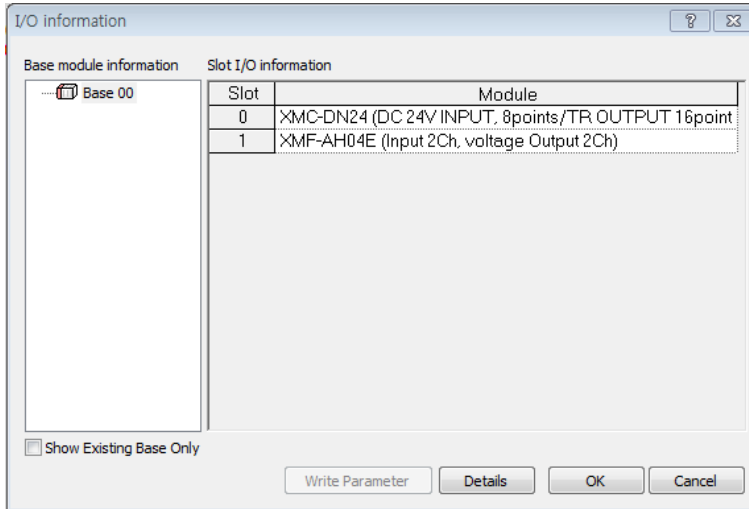 I/O information
Base module information
Slot I/O information
Base 00
Slot Module
0 XMC-DN24 (DC 24V INPUT, 8points/TR OUTPUT 16point
1 XMF-AH04E (Input 2Ch, voltage Output 2Ch)
Show Existing Base Only
Write Parameter Details OK Cancel